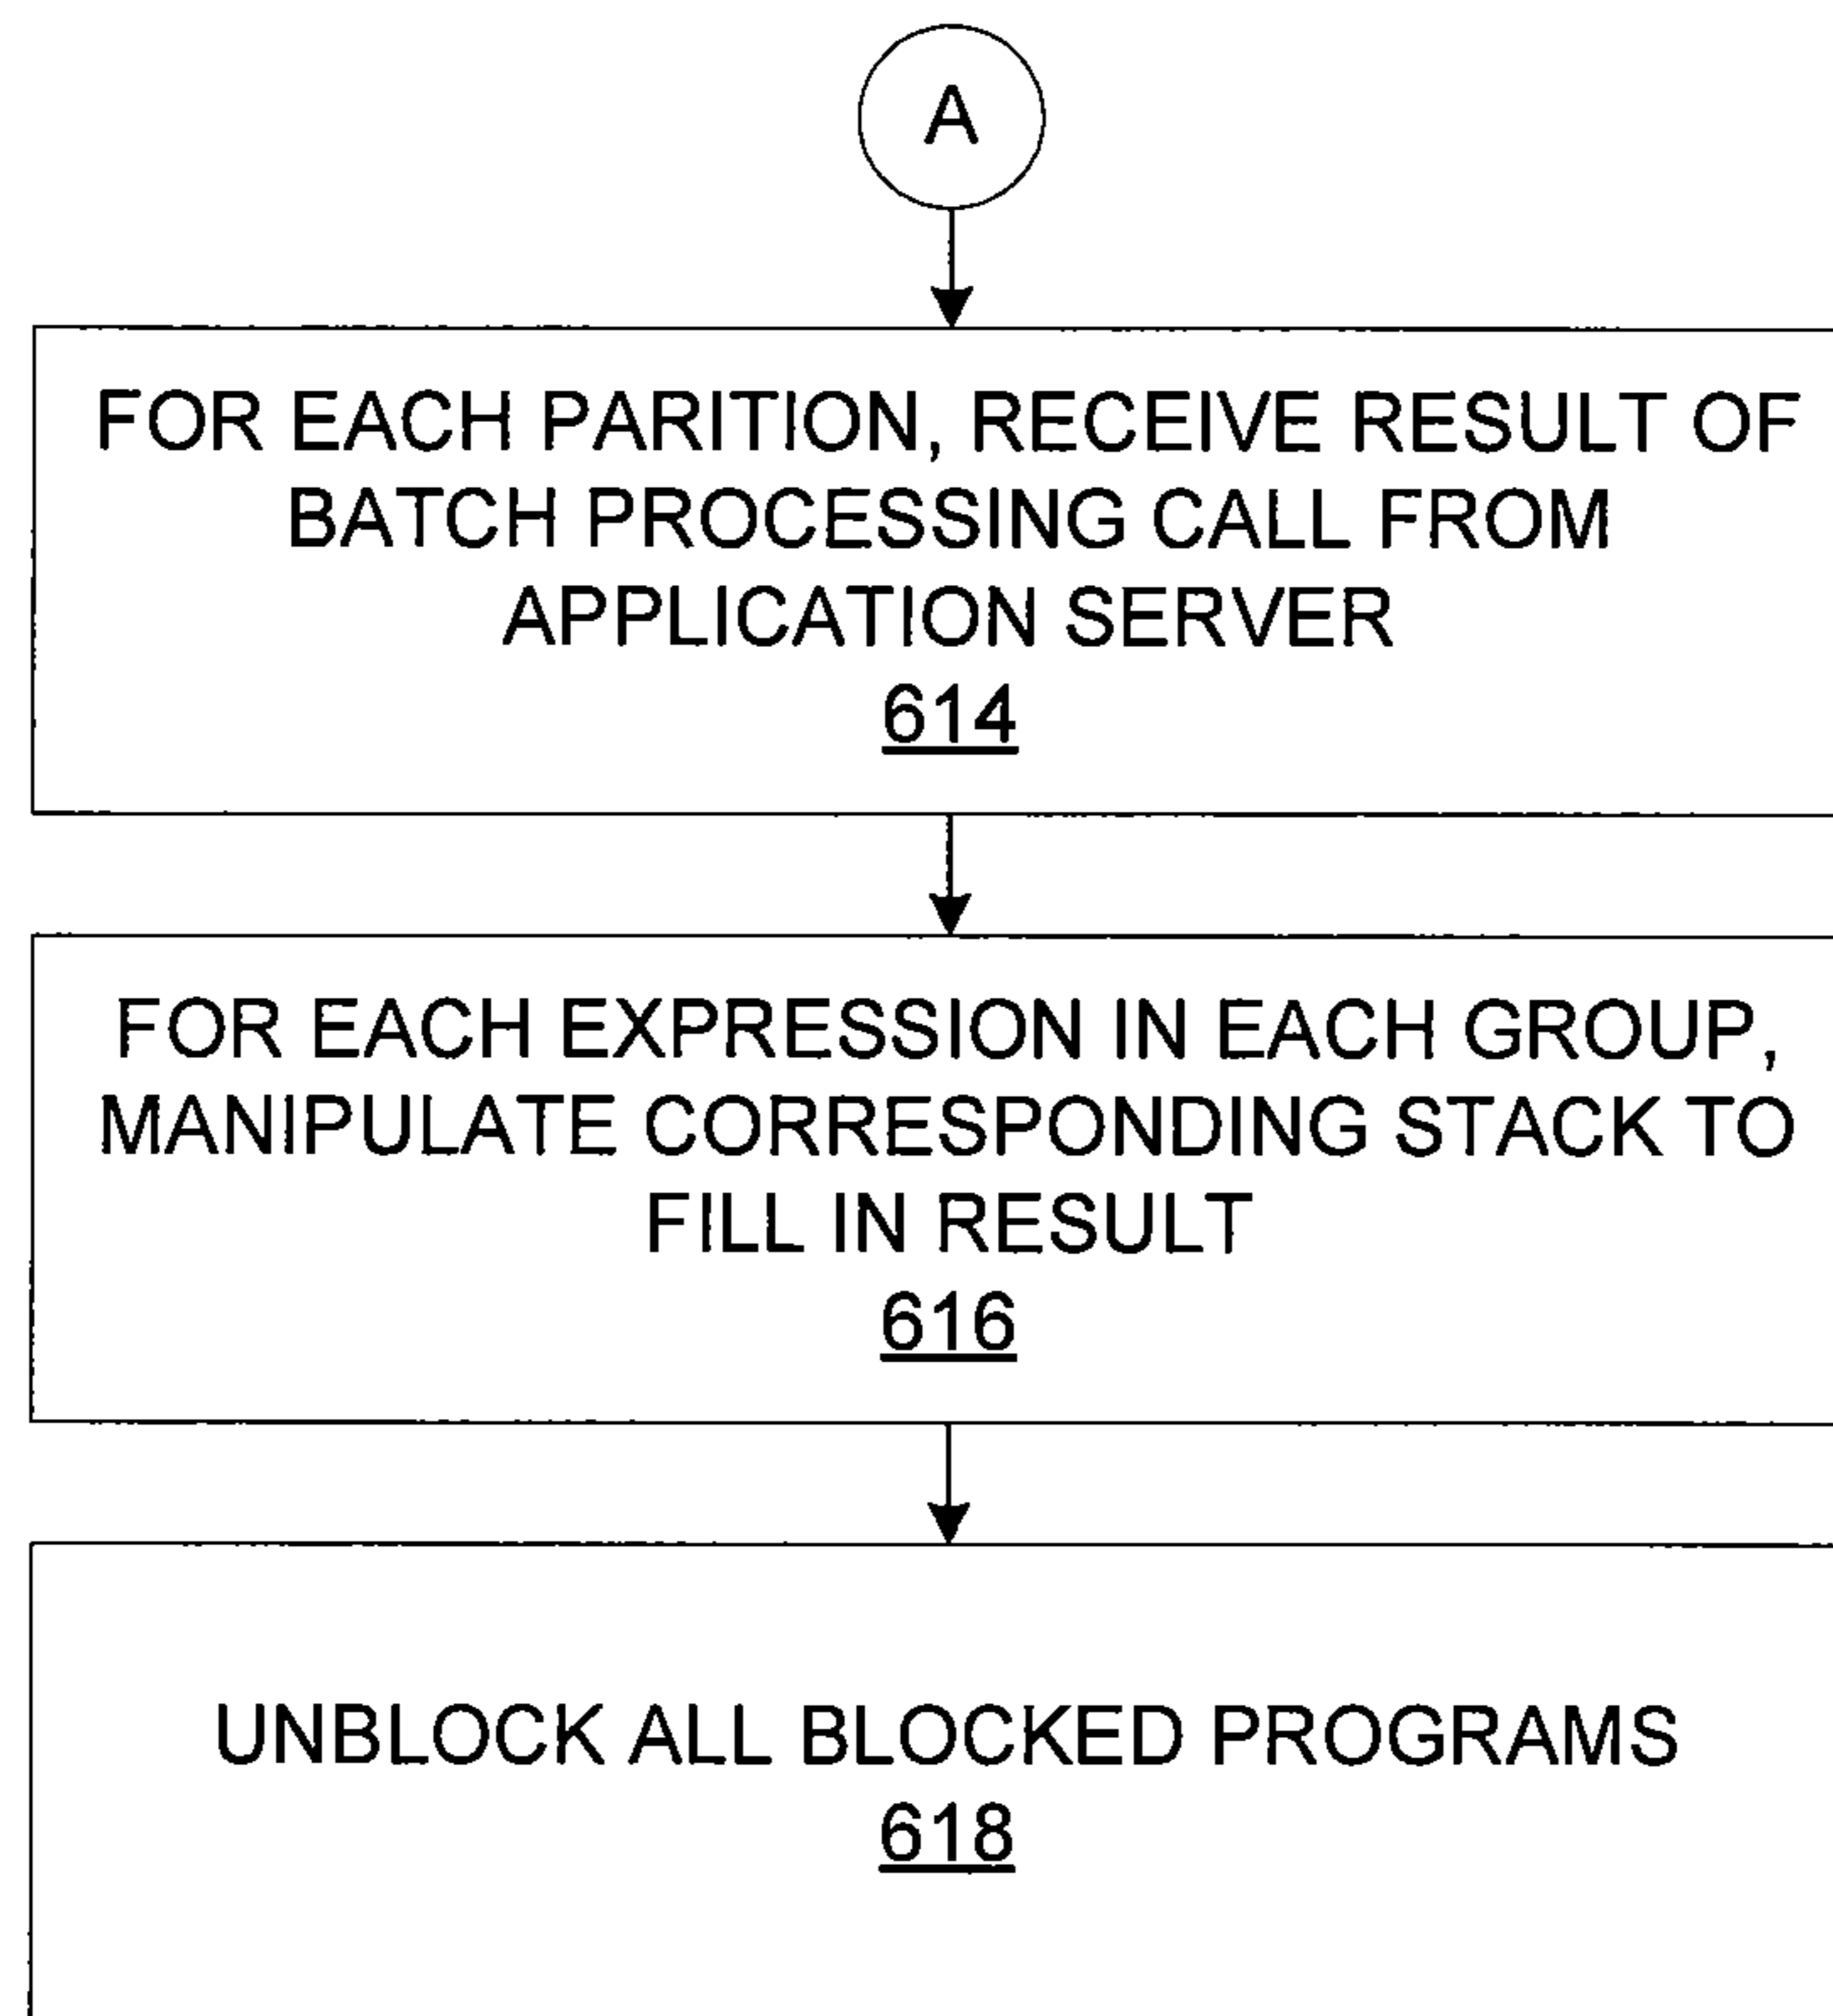 A
FOR EACH PARITION, RECEIVE RESULT OF
BATCH PROCESSING CALL FROM
APPLICATION SERVER
614
FOR EACH EXPRESSION IN EACH GROUP,
MANIPULATE CORRESPONDING STACK TO
FILL IN RESULT
616
UNBLOCK ALL BLOCKED PROGRAMS
618